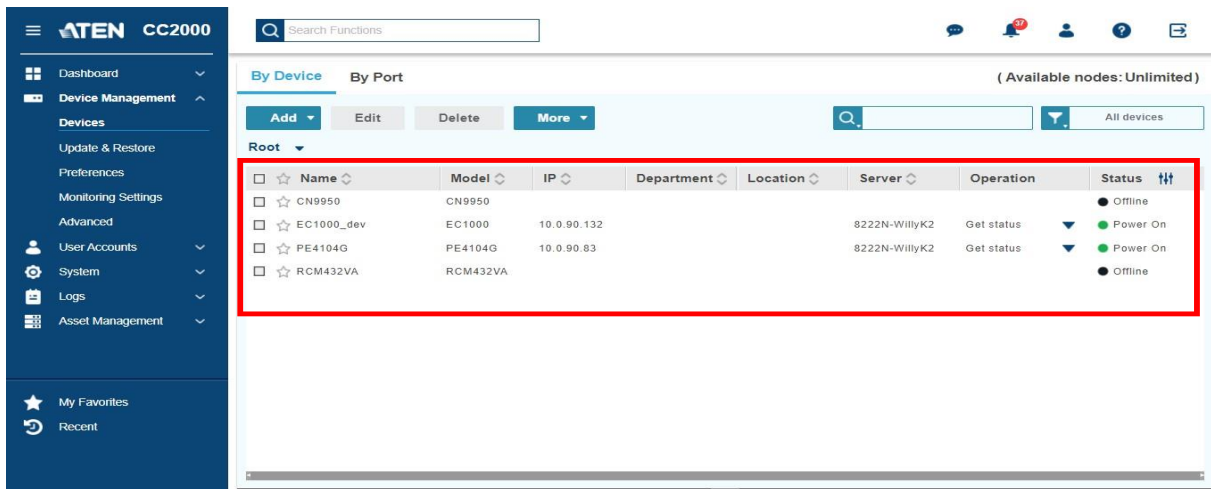 ATEN CC2000
Search Functions
37
Dashboard
Device Management
Devices
Update & Restore
Preferences
Monitoring Settings
Advanced
User Accounts
System
Logs
Asset Management
My Favorites
Recent
By Device By Port (Available nodes: Unlimited)
Add Edit Delete More All devices
Root
Name Model IP Department Location Server Operation Status
CN9950 CN9950 Offline
EC1000_dev EC1000 10.0.90.132 8222N-WillyK2 Get status Power On
PE4104G PE4104G 10.0.90.83 8222N-WillyK2 Get status Power On
RCM432VA RCM432VA Offline